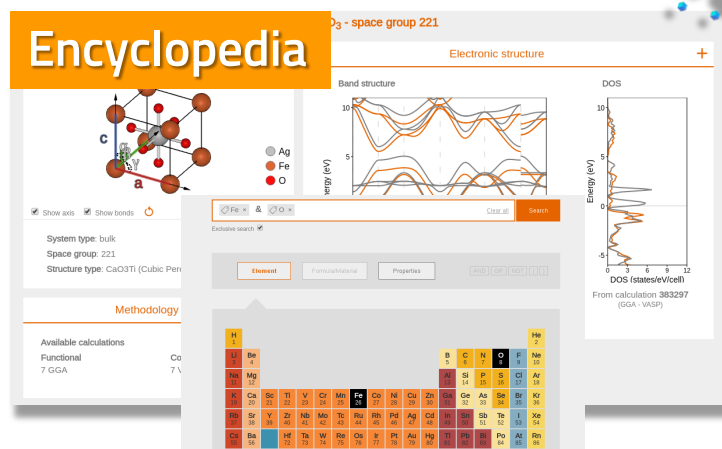 Encyclopedia
O3 - space group 221
Electronic structure +
Band structure
DOS
10
10
c
α
γ
a
Ag
Fe
O
5
5
Energy (eV)
Energy (eV)
0
-5
0 3 6 9 12
DOS (states/eV/cell)
From calculation 383297
(GGA - VASP)
Show axis Show bonds
System type: bulk
Space group: 221
Structure type: CaO3Ti (Cubic
Methodology
Available calculations
Functional
7 GGA
Fe × & O × Clear all Search
Exclusive search
Element Formula/Material Properties AND OR NOT ( )
H He
1 2
Li Be B C N O F Ne
3 4 5 6 7 8 9 10
Na Mg Al Si P S Cl Ar
11 12 13 14 15 16 17 18
K Ca Sc Ti V Cr Mn Fe Co Ni Cu Zn Ga Ge As Se Br Kr
19 20 21 22 23 24 25 26 27 28 29 30 31 32 33 34 35 36
Rb Sr Y Zr Nb Mo Tc Ru Rh Pd Ag Cd In Sn Sb Te I Xe
37 38 39 40 41 42 43 44 45 46 47 48 49 50 51 52 53 54
Cs Ba Hf Ta W Re Os Ir Pt Au Hg Tl Pb Bi Po At Rn
55 56 72 73 74 75 76 77 78 79 80 81 82 83 84 85 86